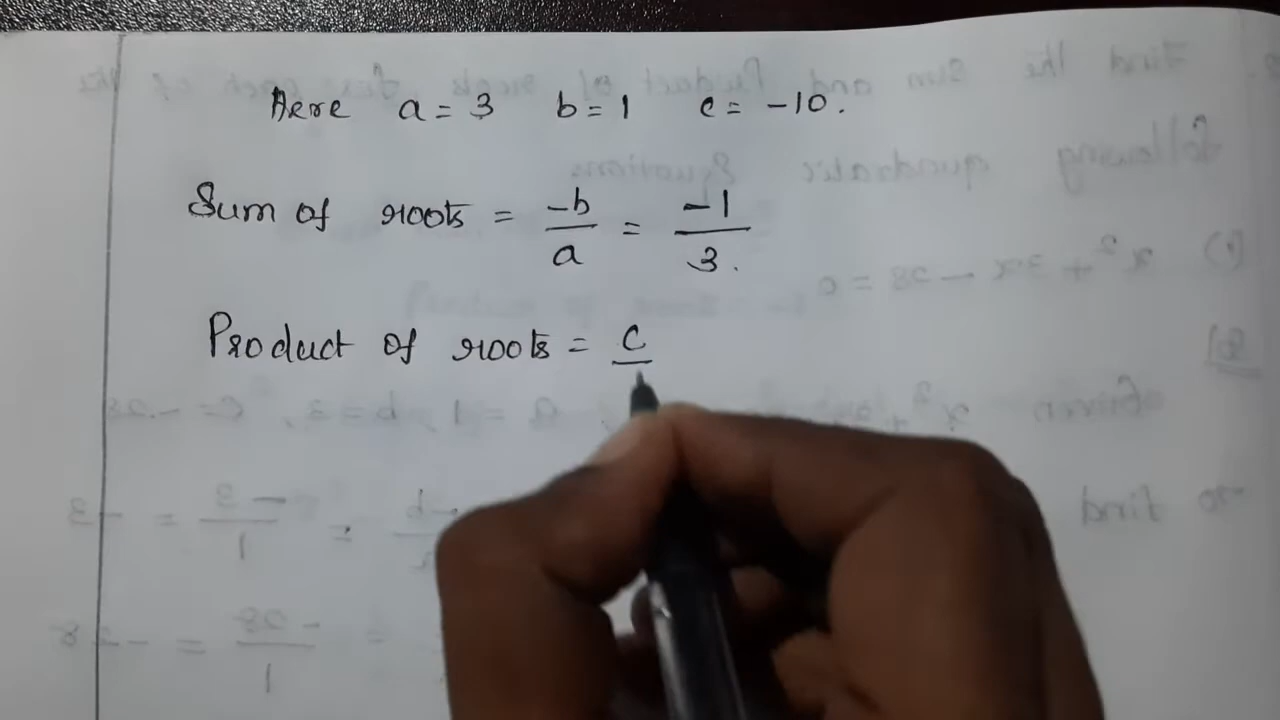 Here a = 3 b = 1 c = -10.
Sum of roots = -b/a = -1/3.
Product of roots = c